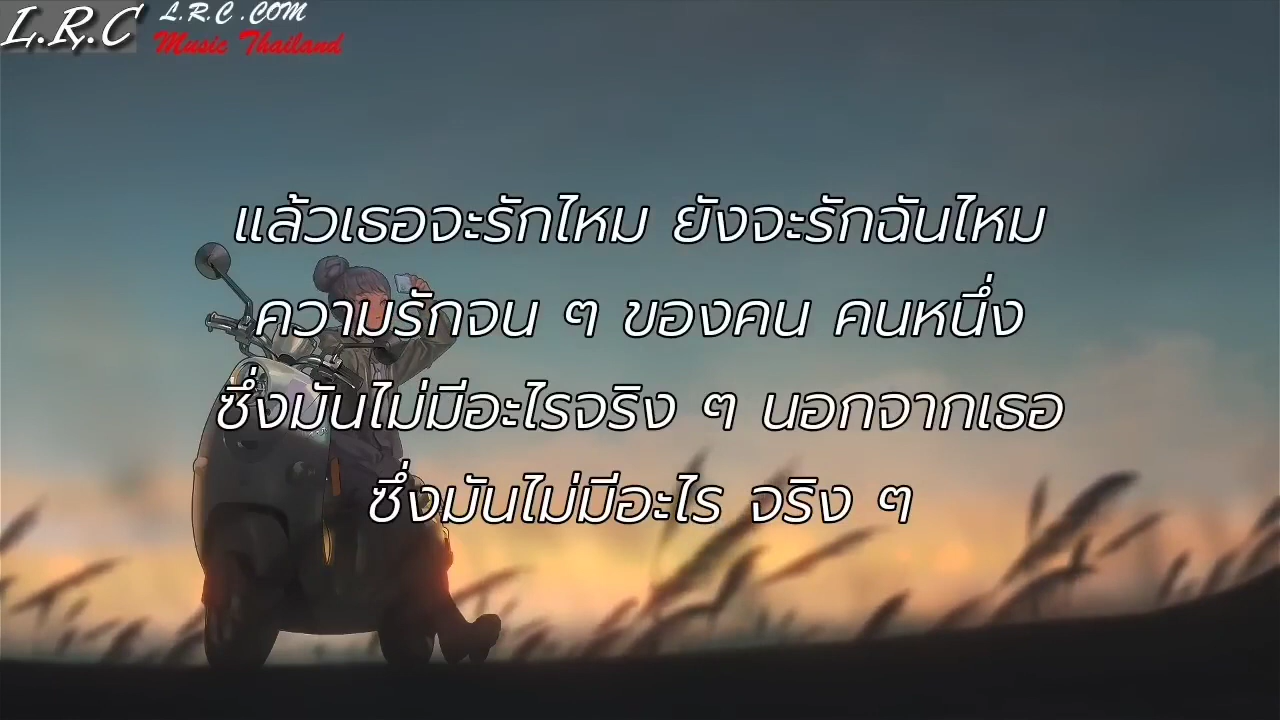 L.R.C
L.R.C .COM
Music Thailand
แล้วเธอจะรักไหม ยังจะรักฉันไหม
ความรักจน ๆ ของคน คนหนึ่ง
ซึ่งมันไม่มีอะไรจริง ๆ นอกจากเธอ
ซึ่งมันไม่มีอะไร จริง ๆ